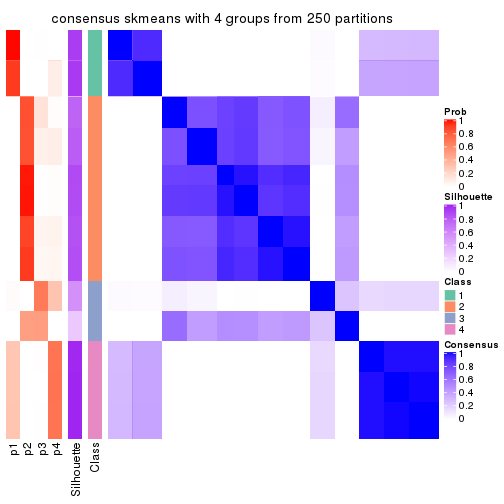 consensus skmeans with 4 groups from 250 partitions
Prob
1
0.8
0.6
0.4
0.2
0
Silhouette
1
0.8
0.6
0.4
0.2
0
Class
1
2
3
4
Consensus
1
0.8
0.6
0.4
0.2
0
p1
p2
p3
p4
Silhouette
Class